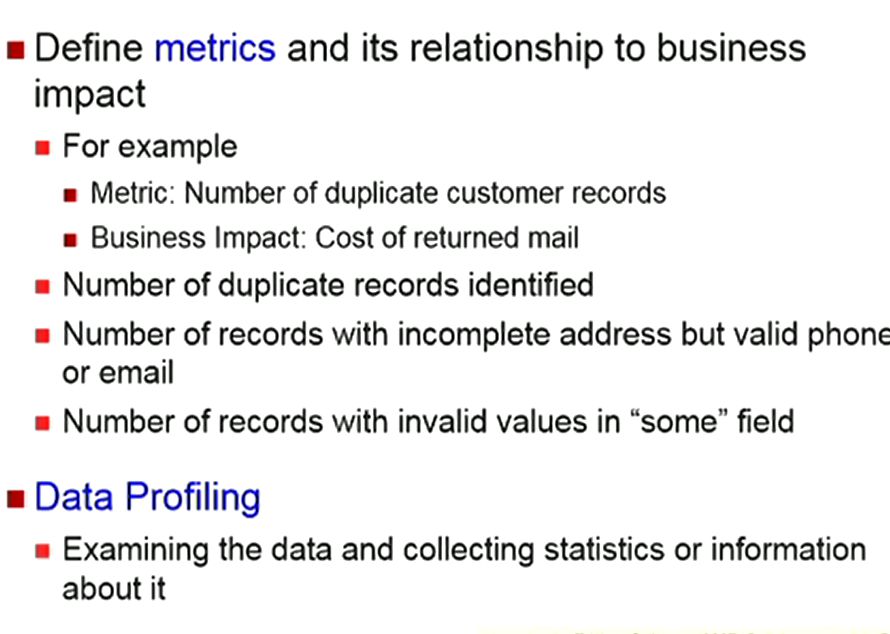 Define metrics and its relationship to business
impact
For example
Metric: Number of duplicate customer records
Business Impact: Cost of returned mail
Number of duplicate records identified
Number of records with incomplete address but valid phone
or email
Number of records with invalid values in “some” field
Data Profiling
Examining the data and collecting statistics or information
about it